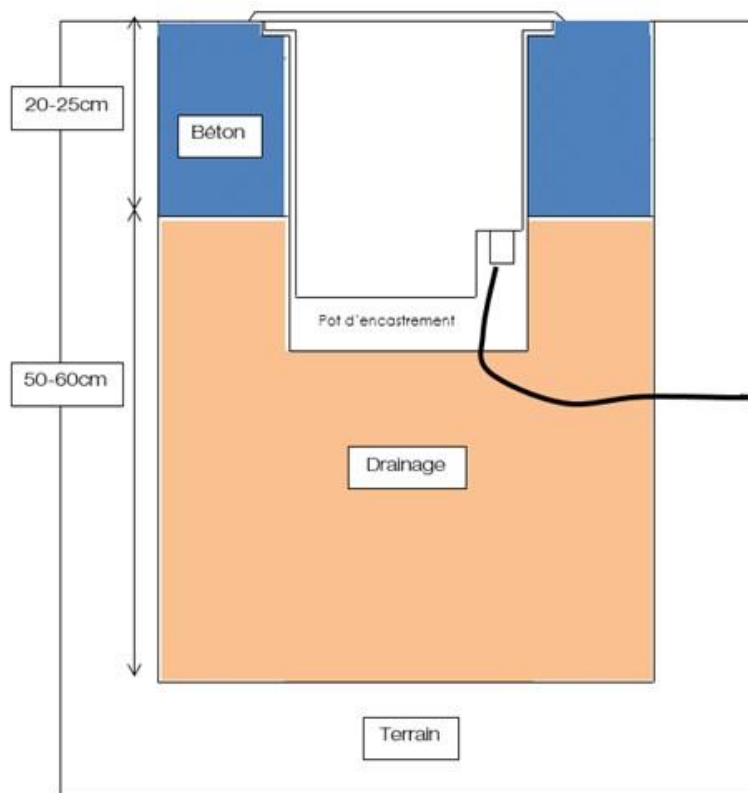 20-25cm
Béton
Pot d'encastrement
50-60cm
Drainage
Terrain